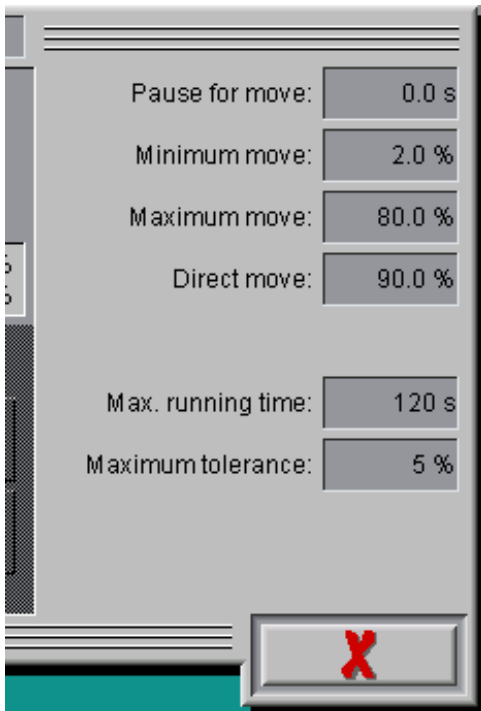 Pause for move: 0.0 s
Minimum move: 2.0 %
Maximum move: 80.0 %
Direct move: 90.0 %
Max. running time: 120 s
Maximum tolerance: 5 %